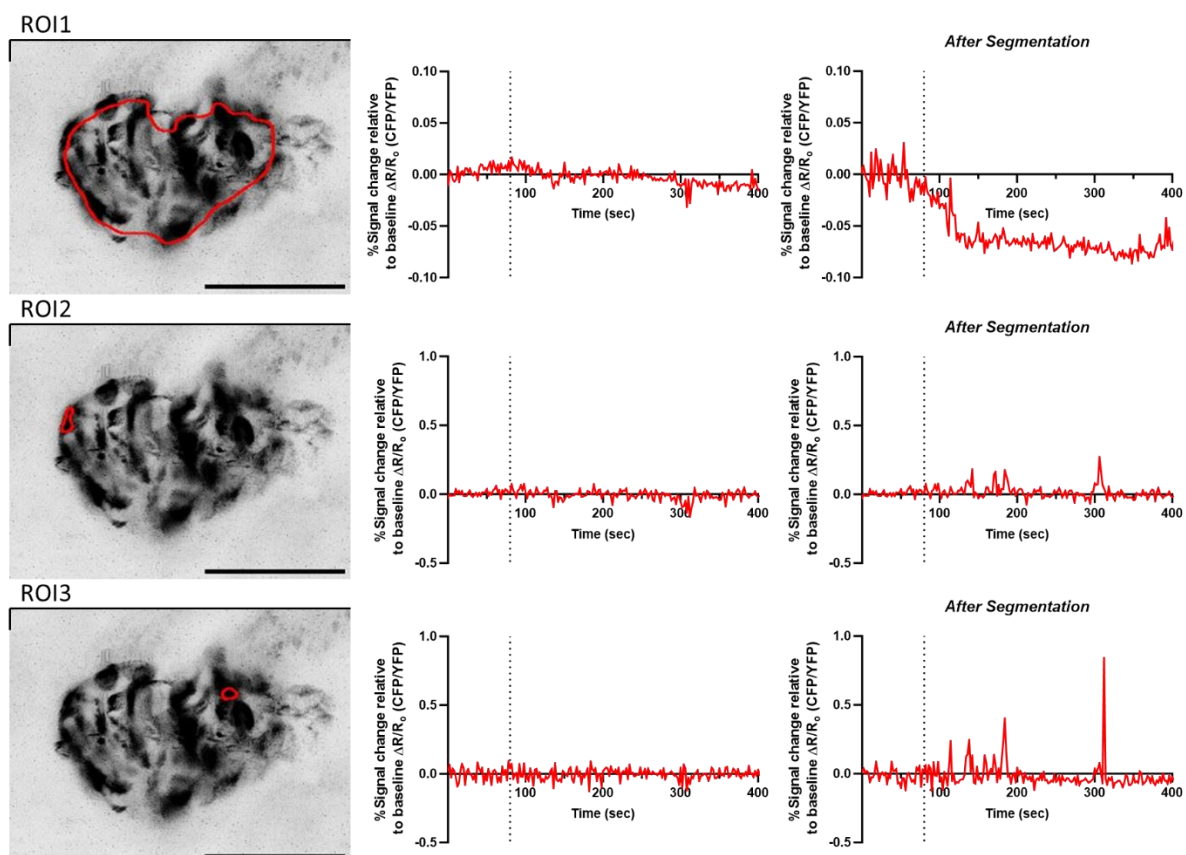 ROI1
%Signal change relative
to baseline ΔR/Ro (CFP/YFP)
0.10
0.05
0.00
-0.05
-0.10
100
200
300
400
Time (sec)
After Segmentation
%Signal change relative
to baseline ΔR/Ro (CFP/YFP)
0.10
0.05
0.00
-0.05
-0.10
100
200
300
400
Time (sec)
ROI2
%Signal change relative
to baseline ΔR/Ro (CFP/YFP)
1.0
0.5
0.0
-0.5
100
200
300
400
Time (sec)
After Segmentation
%Signal change relative
to baseline ΔR/Ro (CFP/YFP)
1.0
0.5
0.0
-0.5
100
200
300
400
Time (sec)
ROI3
%Signal change relative
to baseline ΔR/Ro (CFP/YFP)
1.0
0.5
0.0
-0.5
100
200
300
400
Time (sec)
After Segmentation
%Signal change relative
to baseline ΔR/Ro (CFP/YFP)
1.0
0.5
0.0
-0.5
100
200
300
400
Time (sec)